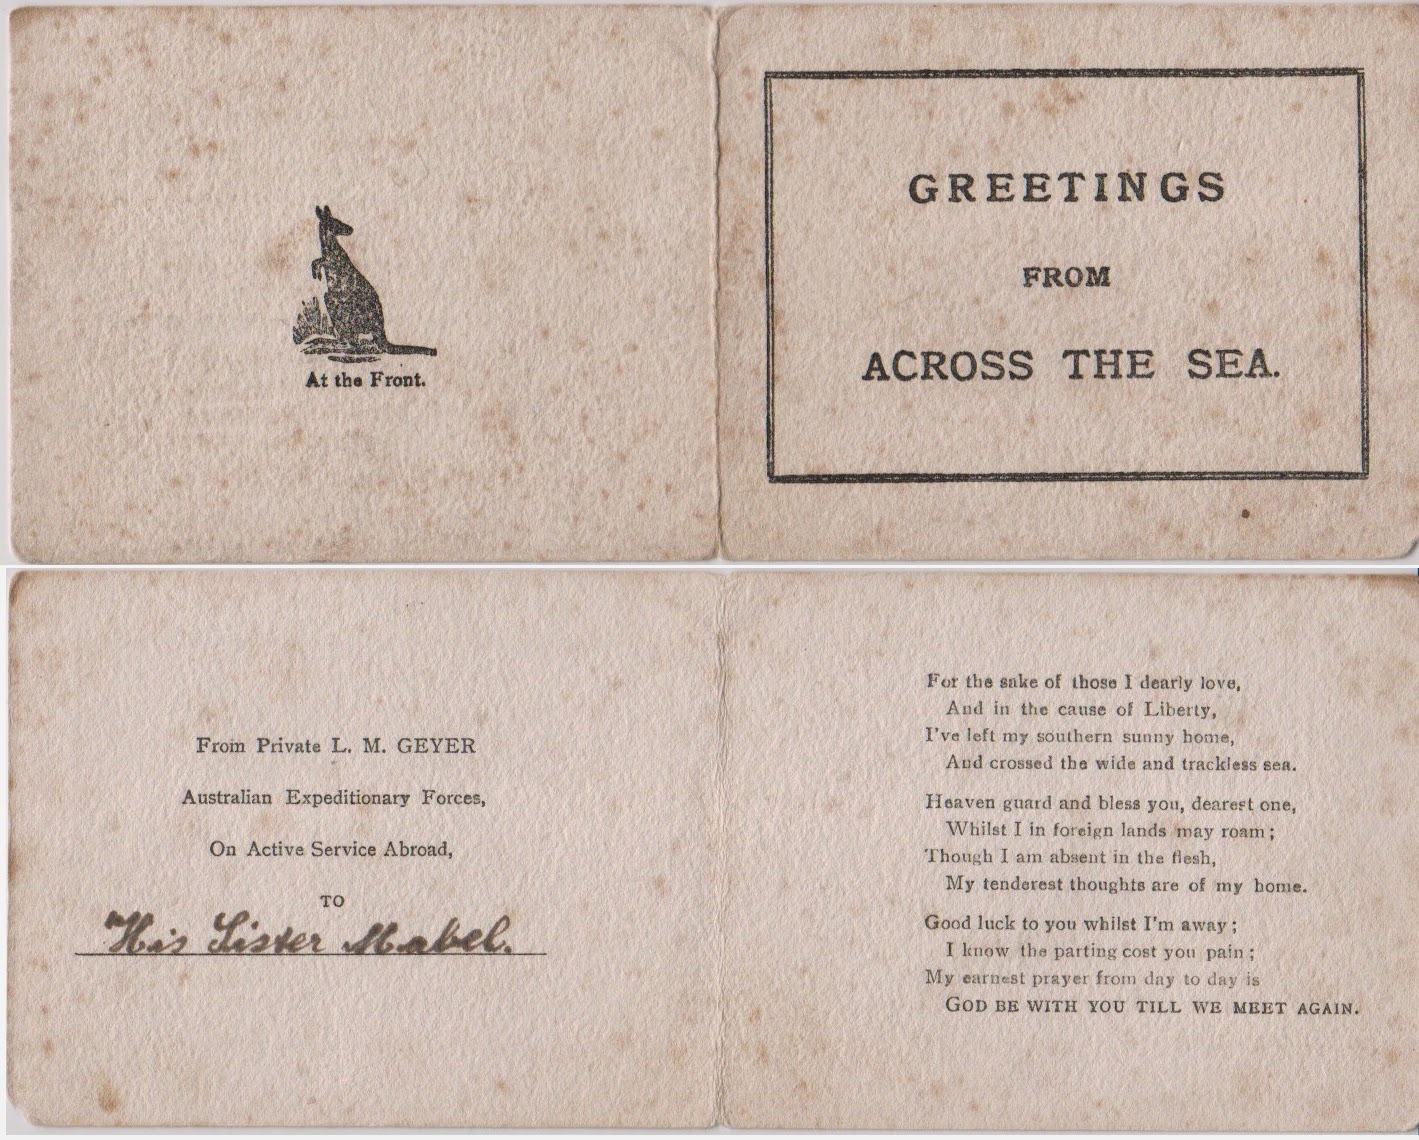 At the Front.
GREETINGS
FROM
ACROSS THE SEA.
From Private L. M. GEYER
Australian Expeditionary Forces,
On Active Service Abroad,
TO
His Sister Mabel.
For the sake of those I dearly love,
And in the cause of Liberty,
I've left my southern sunny home,
And crossed the wide and trackless sea.
Heaven guard and bless you, dearest one,
Whilst I in foreign lands may roam;
Though I am absent in the flesh,
My tenderest thoughts are of my home.
Good luck to you whilst I'm away;
I know the parting cost you pain;
My earnest prayer from day to day is
GOD BE WITH YOU TILL WE MEET AGAIN.